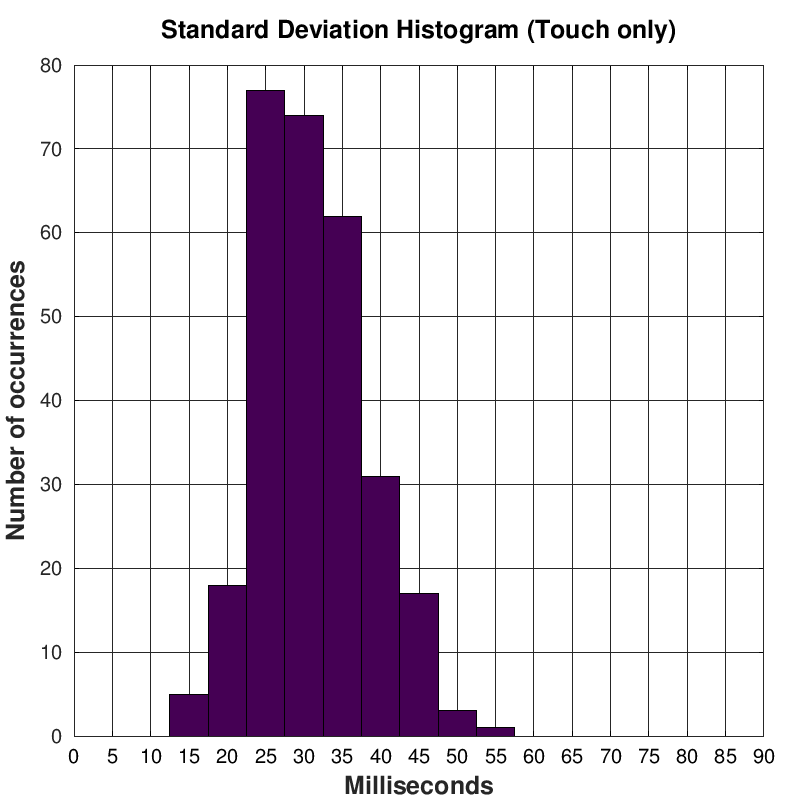 Standard Deviation Histogram (Touch only)
80
70
60
50
40
30
20
10
0
Number of occurrences
0 5 10 15 20 25 30 35 40 45 50 55 60 65 70 75 80 85 90
Milliseconds